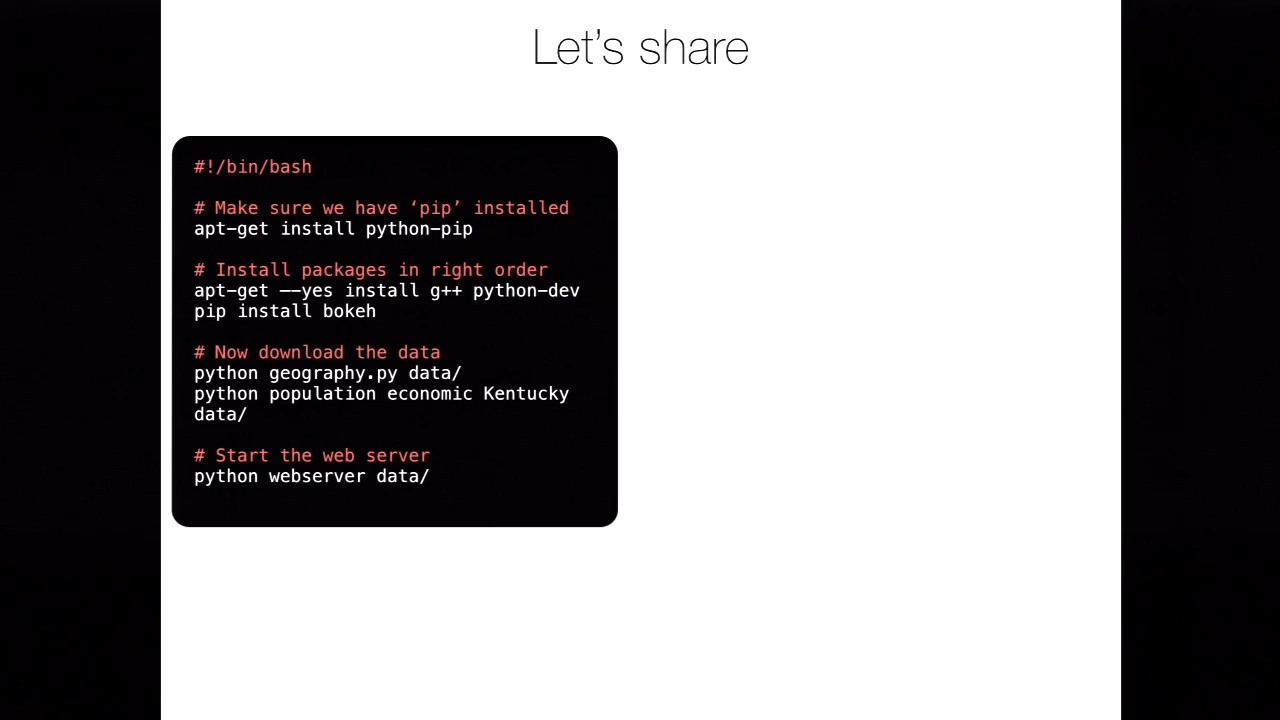 Let’s share
#!/bin/bash
# Make sure we have ‘pip’ installed
apt-get install python-pip
# Install packages in right order
apt-get --yes install g++ python-dev
pip install bokeh
# Now download the data
python geography.py data/
python population economic Kentucky
data/
# Start the web server
python webserver data/